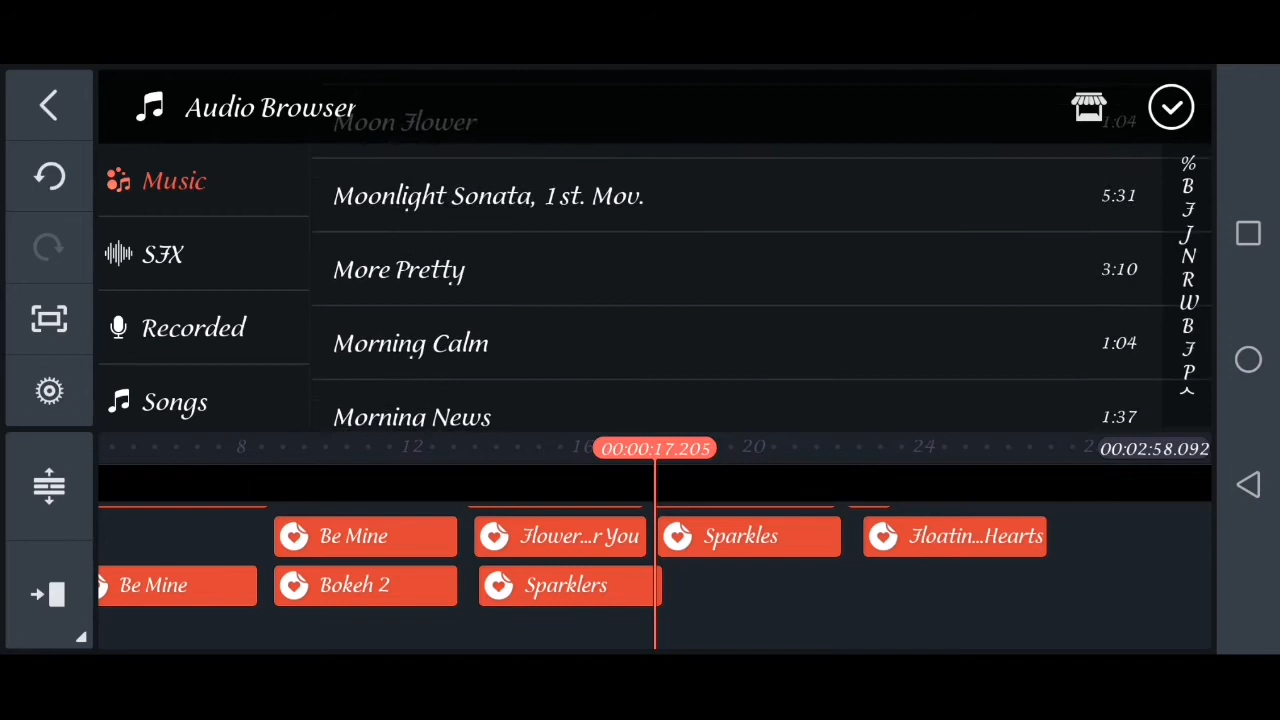 Audio Browser
Moon Flower 1:04
Music
Moonlight Sonata, 1st. Mov. 5:31
SFX
More Pretty 3:10
Recorded
Morning Calm 1:04
Songs
Morning News 1:37
%
B
F
J
N
R
W
B
F
P
8 12 16 00:00:17.205 20 24 2 00:02:58.092
Be Mine Flower...r You Sparkles Floatin...Hearts
Be Mine Bokeh 2 Sparklers